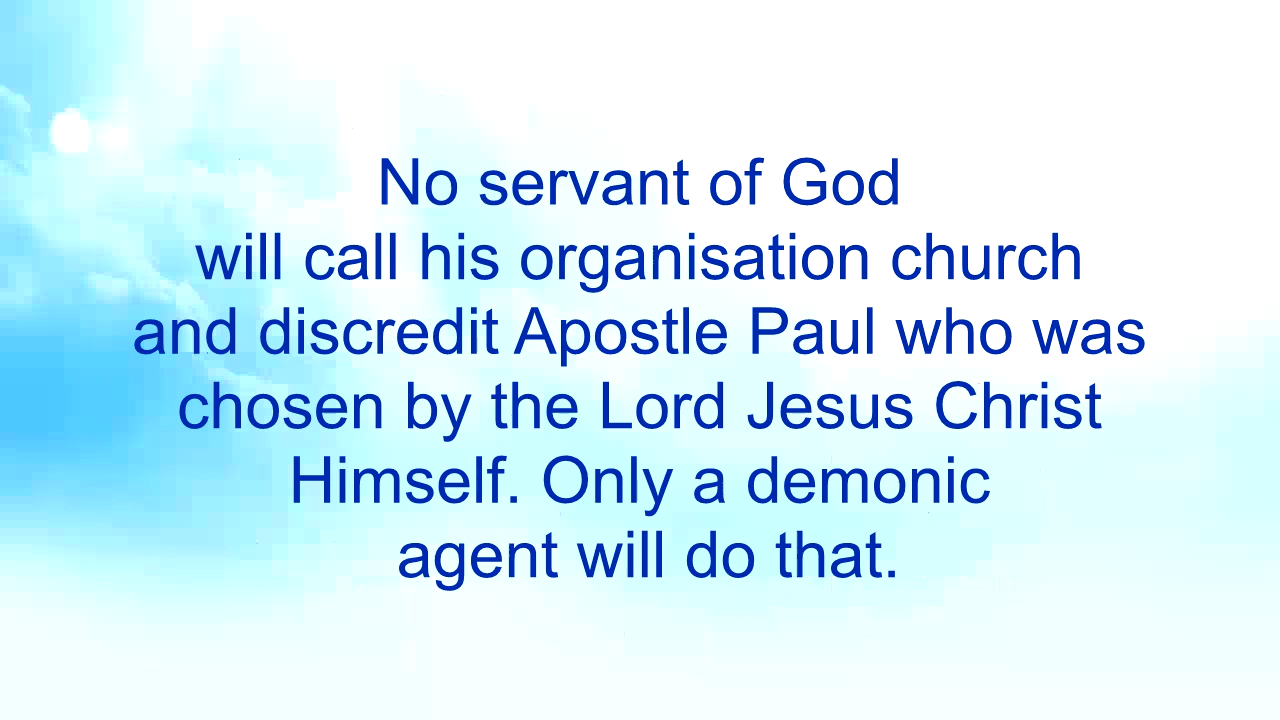 No servant of God
will call his organisation church
and discredit Apostle Paul who was
chosen by the Lord Jesus Christ
Himself. Only a demonic
agent will do that.